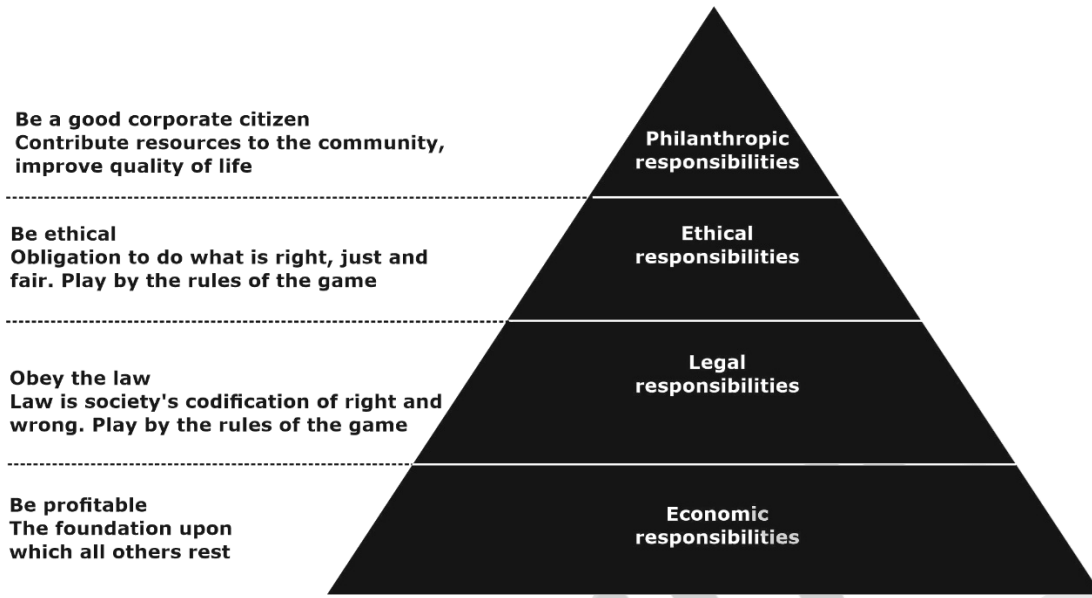 Be a good corporate citizen
Contribute resources to the community,
improve quality of life
Philanthropic
responsibilities
Be ethical
Obligation to do what is right, just and
fair. Play by the rules of the game
Ethical
responsibilities
Obey the law
Law is society's codification of right and
wrong. Play by the rules of the game
Legal
responsibilities
Be profitable
The foundation upon
which all others rest
Economic
responsibilities